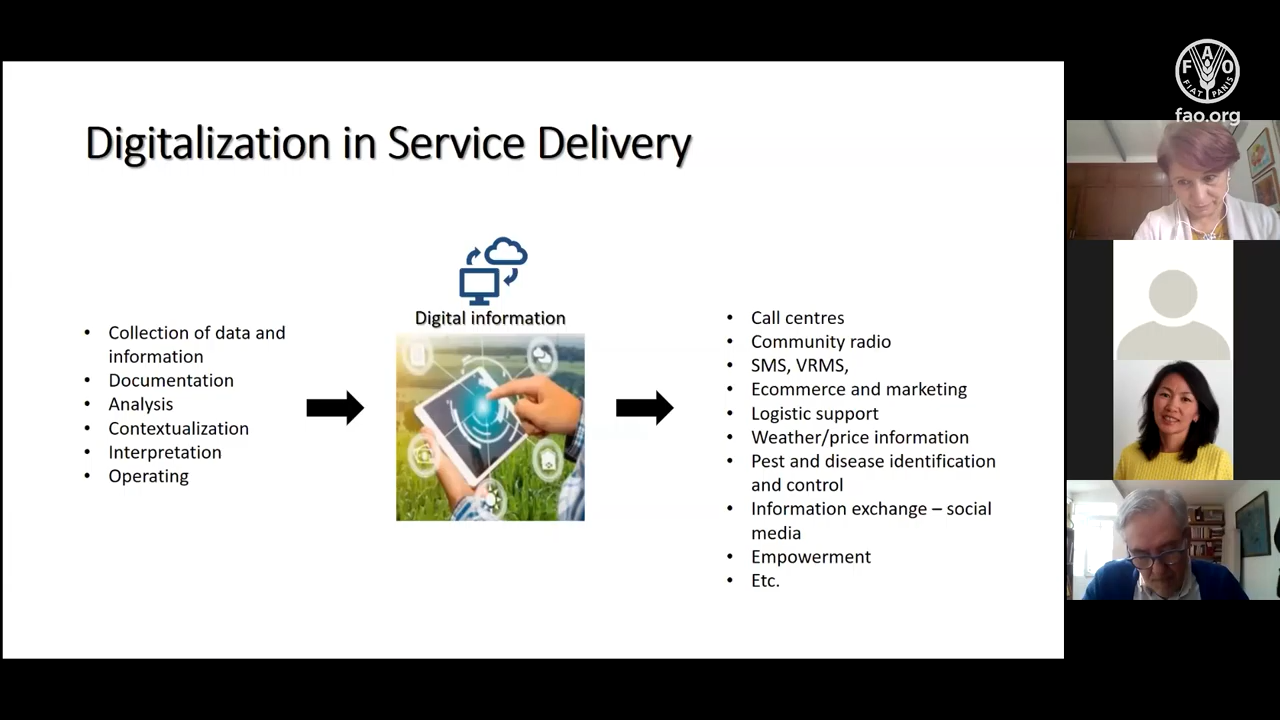 Digitalization in Service Delivery
Digital information
• Collection of data and
information
• Documentation
• Analysis
• Contextualization
• Interpretation
• Operating
• Call centres
• Community radio
• SMS, VRMS,
• Ecommerce and marketing
• Logistic support
• Weather/price information
• Pest and disease identification
and control
• Information exchange – social
media
• Empowerment
• Etc.
FAO
FIAT PANIS
fao.org